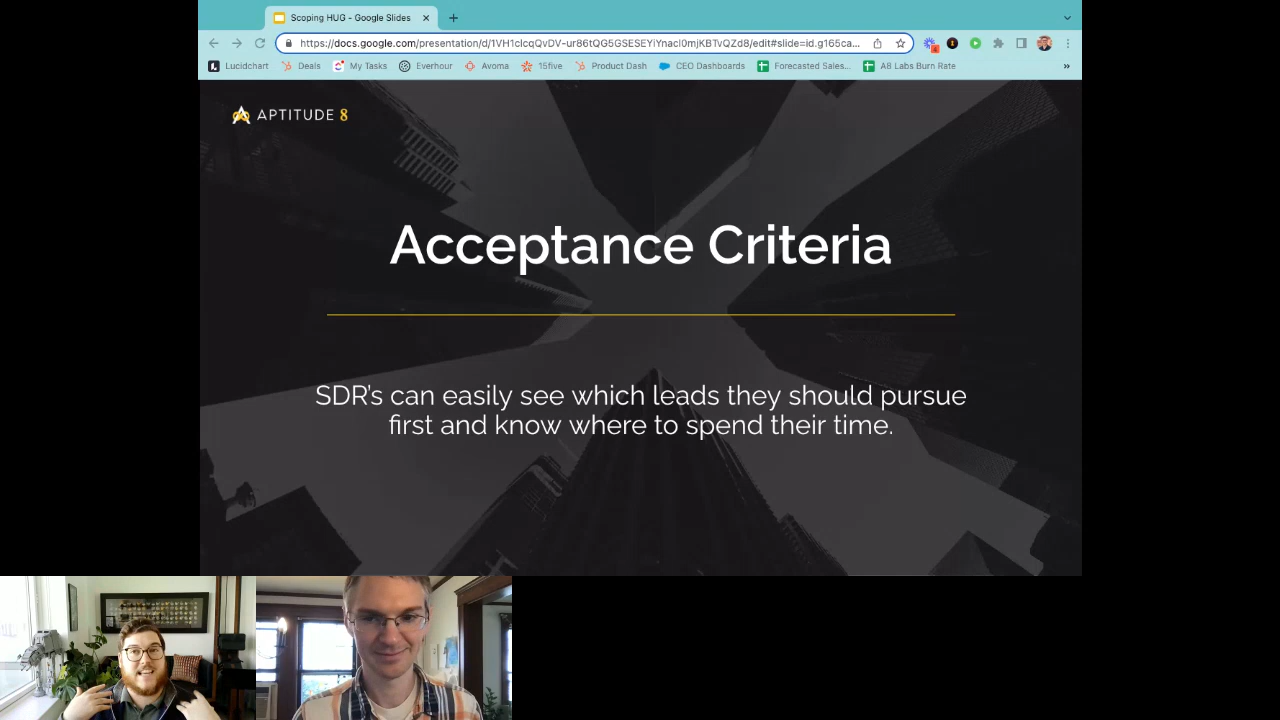 Scoping HUG - Google Slides
https://docs.google.com/presentation/d/1VH1clcqQvDV-ur86tQG5GSESEYiYnacl0mjKBTvQZd8/edit#slide=id.g165ca...
Lucidchart Deals My Tasks Everhour Avoma 15five Product Dash CEO Dashboards Forecasted Sales... A8 Labs Burn Rate
APTITUDE 8
Acceptance Criteria
SDR's can easily see which leads they should pursue
first and know where to spend their time.